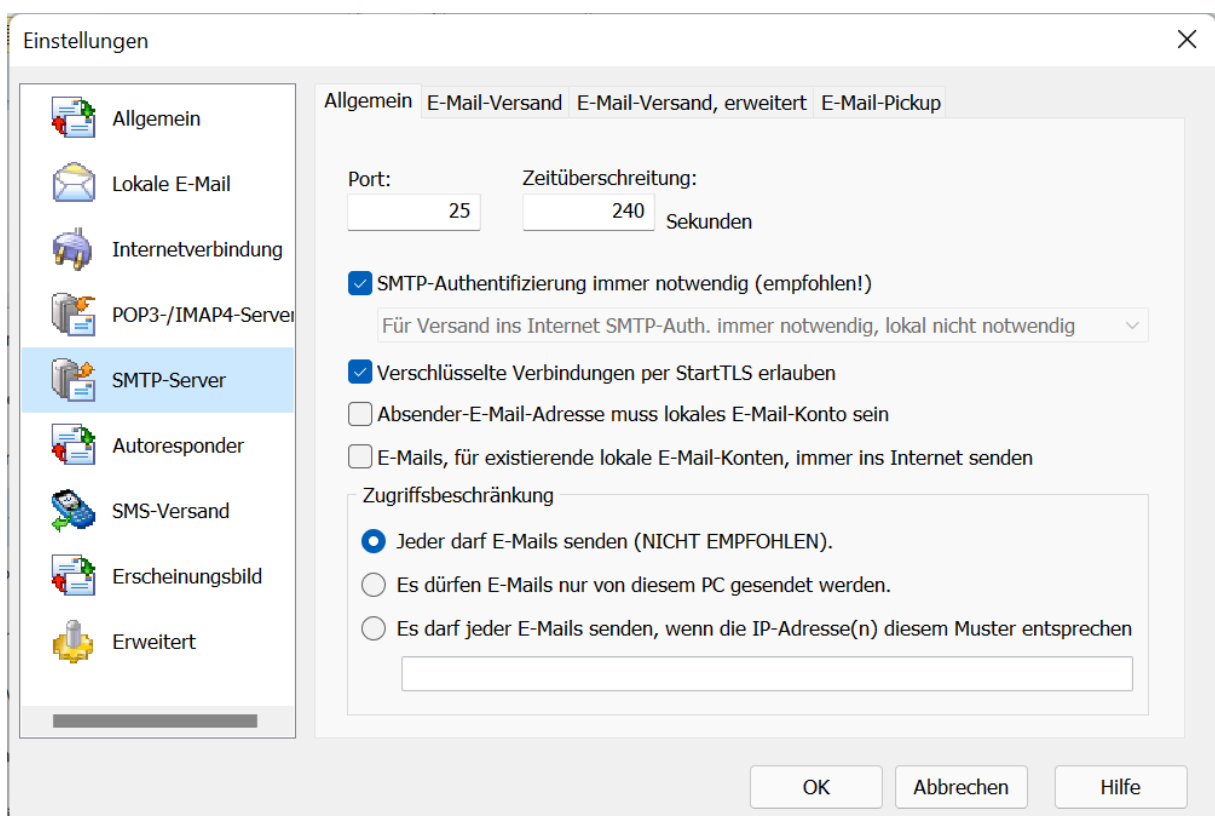 Einstellungen
Allgemein
Lokale E-Mail
Internetverbindung
POP3-/IMAP4-Server
SMTP-Server
Autoresponder
SMS-Versand
Erscheinungsbild
Erweitert
Allgemein E-Mail-Versand E-Mail-Versand, erweitert E-Mail-Pickup
Port: Zeitüberschreitung:
25 240 Sekunden
SMTP-Authentifizierung immer notwendig (empfohlen!)
Für Versand ins Internet SMTP-Auth. immer notwendig, lokal nicht notwendig
Verschlüsselte Verbindungen per StartTLS erlauben
Absender-E-Mail-Adresse muss lokales E-Mail-Konto sein
E-Mails, für existierende lokale E-Mail-Konten, immer ins Internet senden
Zugriffsbeschränkung
Jeder darf E-Mails senden (NICHT EMPFOHLEN).
Es dürfen E-Mails nur von diesem PC gesendet werden.
Es darf jeder E-Mails senden, wenn die IP-Adresse(n) diesem Muster entsprechen
OK Abbrechen Hilfe